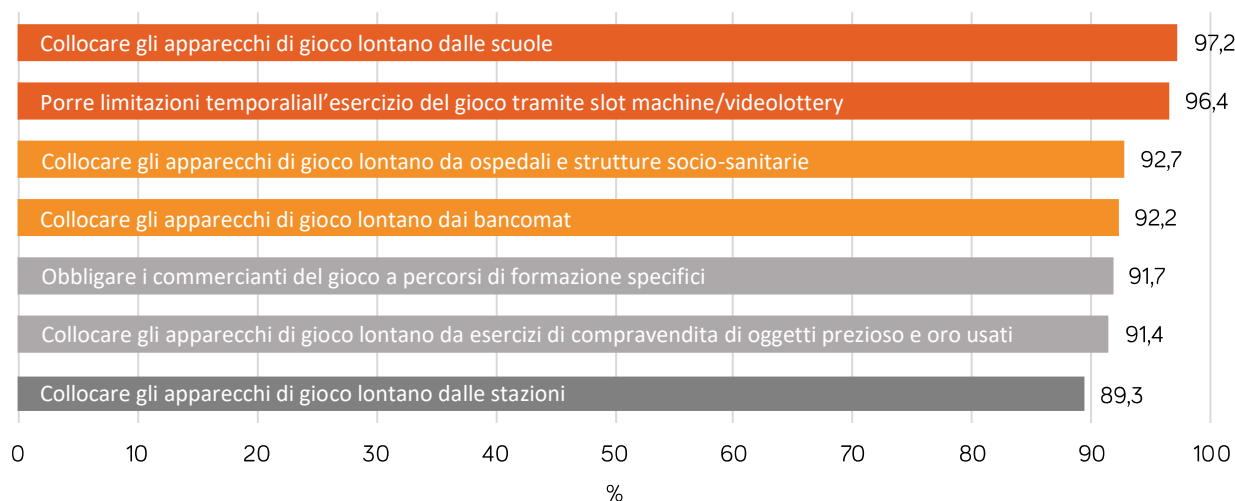 Collocare gli apparecchi di gioco lontano dalle scuole 97,2
Porre limitazioni temporaliall’esercizio del gioco tramite slot machine/videolottery 96,4
Collocare gli apparecchi di gioco lontano da ospedali e strutture socio-sanitarie 92,7
Collocare gli apparecchi di gioco lontano dai bancomat 92,2
Obbligare i commercianti del gioco a percorsi di formazione specifici 91,7
Collocare gli apparecchi di gioco lontano da esercizi di compravendita di oggetti prezioso e oro usati 91,4
Collocare gli apparecchi di gioco lontano dalle stazioni 89,3
0 10 20 30 40 50 60 70 80 90 100
%